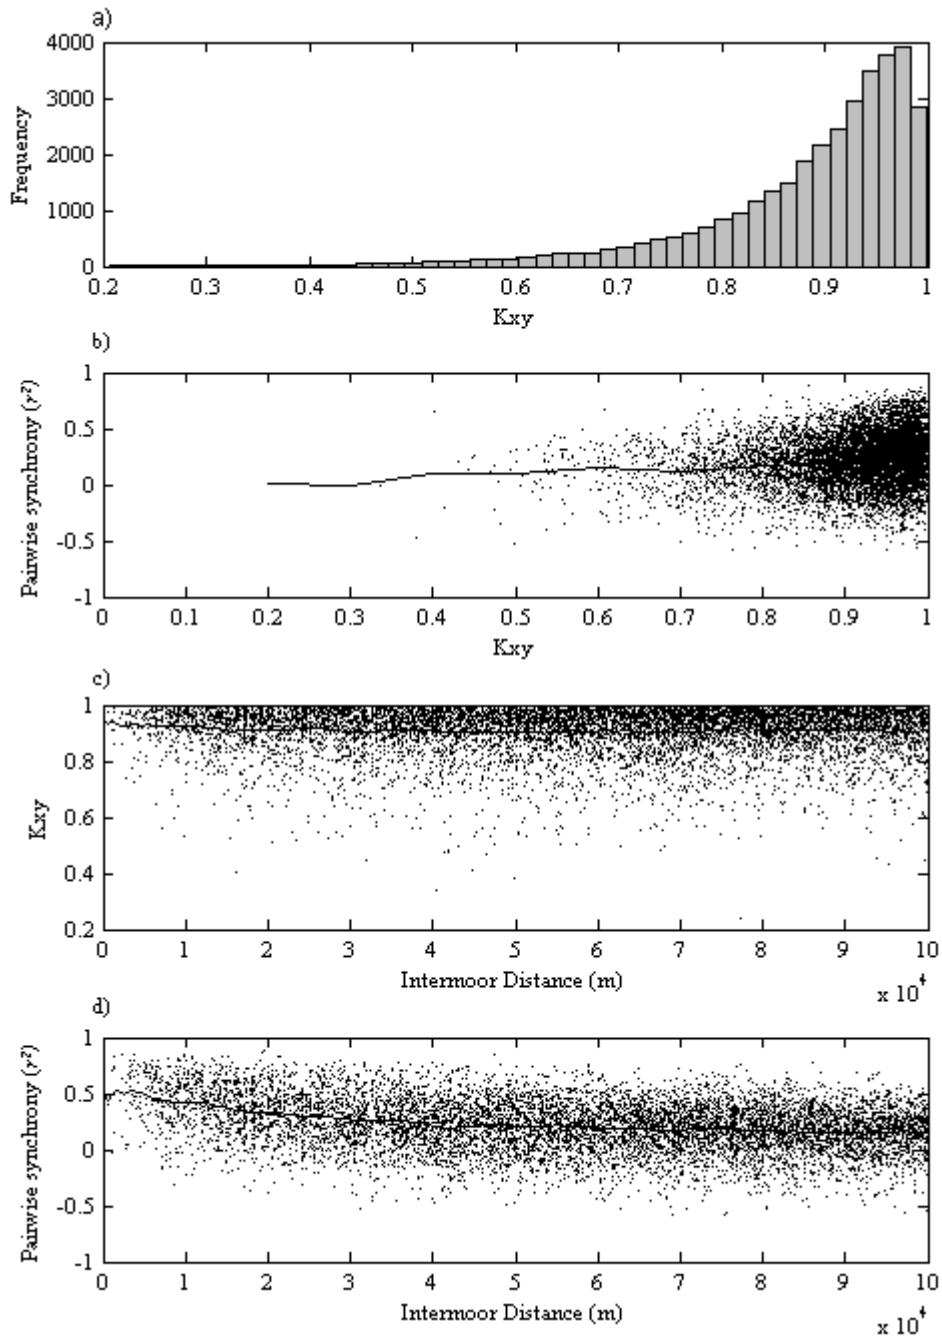 a)
4000
3000
2000
1000
0
Frequency
0.2 0.3 0.4 0.5 0.6 0.7 0.8 0.9 1
Kxy
b)
1
0.5
0
-0.5
-1
Pairwise synchrony (r²)
0 0.1 0.2 0.3 0.4 0.5 0.6 0.7 0.8 0.9 1
Kxy
c)
1
0.8
0.6
0.4
0.2
Kxy
0 1 2 3 4 5 6 7 8 9 10
Intermoor Distance (m)
x 10⁴
d)
1
0.5
0
-0.5
-1
Pairwise synchrony (r²)
0 1 2 3 4 5 6 7 8 9 10
Intermoor Distance (m)
x 10⁴